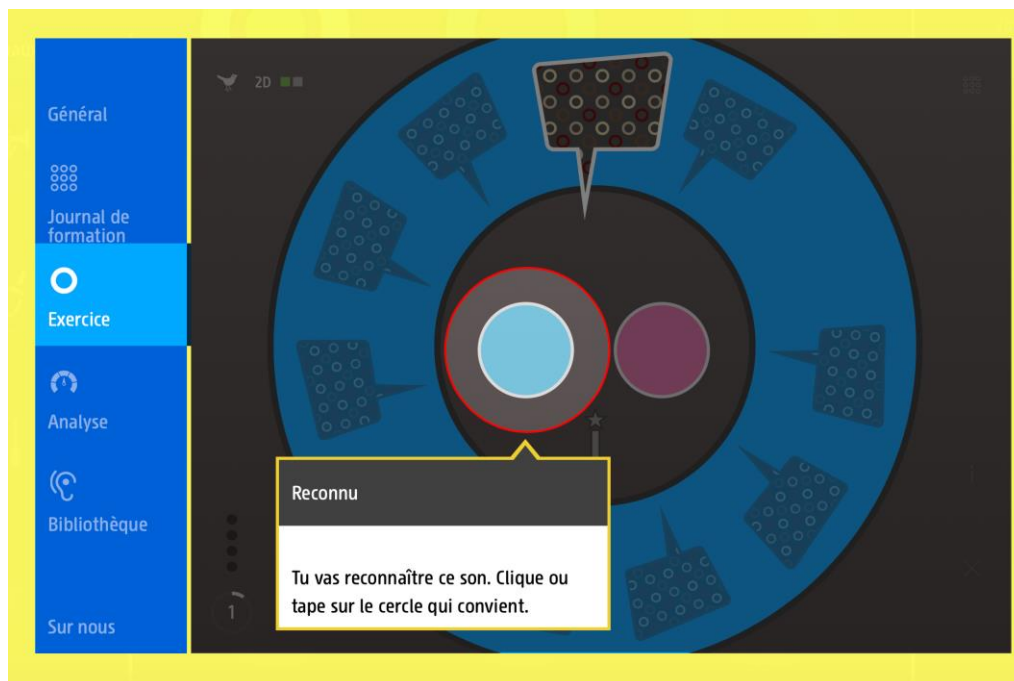 Général
Journal de
formation
Exercice
Analyse
Bibliothèque
Sur nous
2D
Reconnu
Tu vas reconnaître ce son. Clique ou
tape sur le cercle qui convient.
1